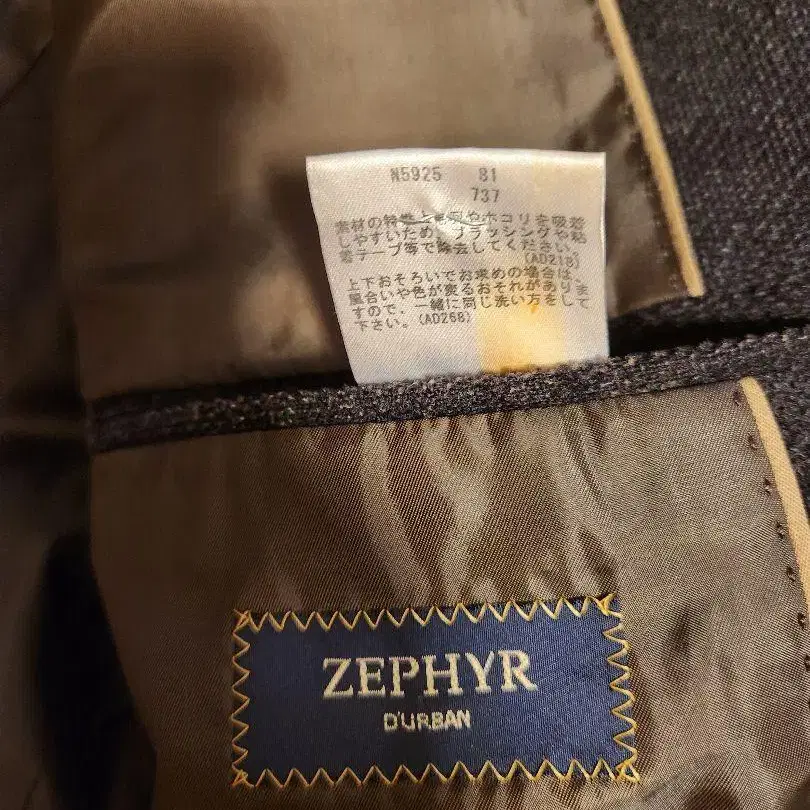 N5925 81
737
素材の特性上毛羽やホコリを吸着
しやすいため、ブラッシングや粘
着テープ等で除去してください。
(AD218)
上下おそろいでお求めの場合は、
風合いや色が変るおそれがありま
すので、一緒に同じ洗い方をして
下さい。(AD268)
ZEPHYR
D'URBAN